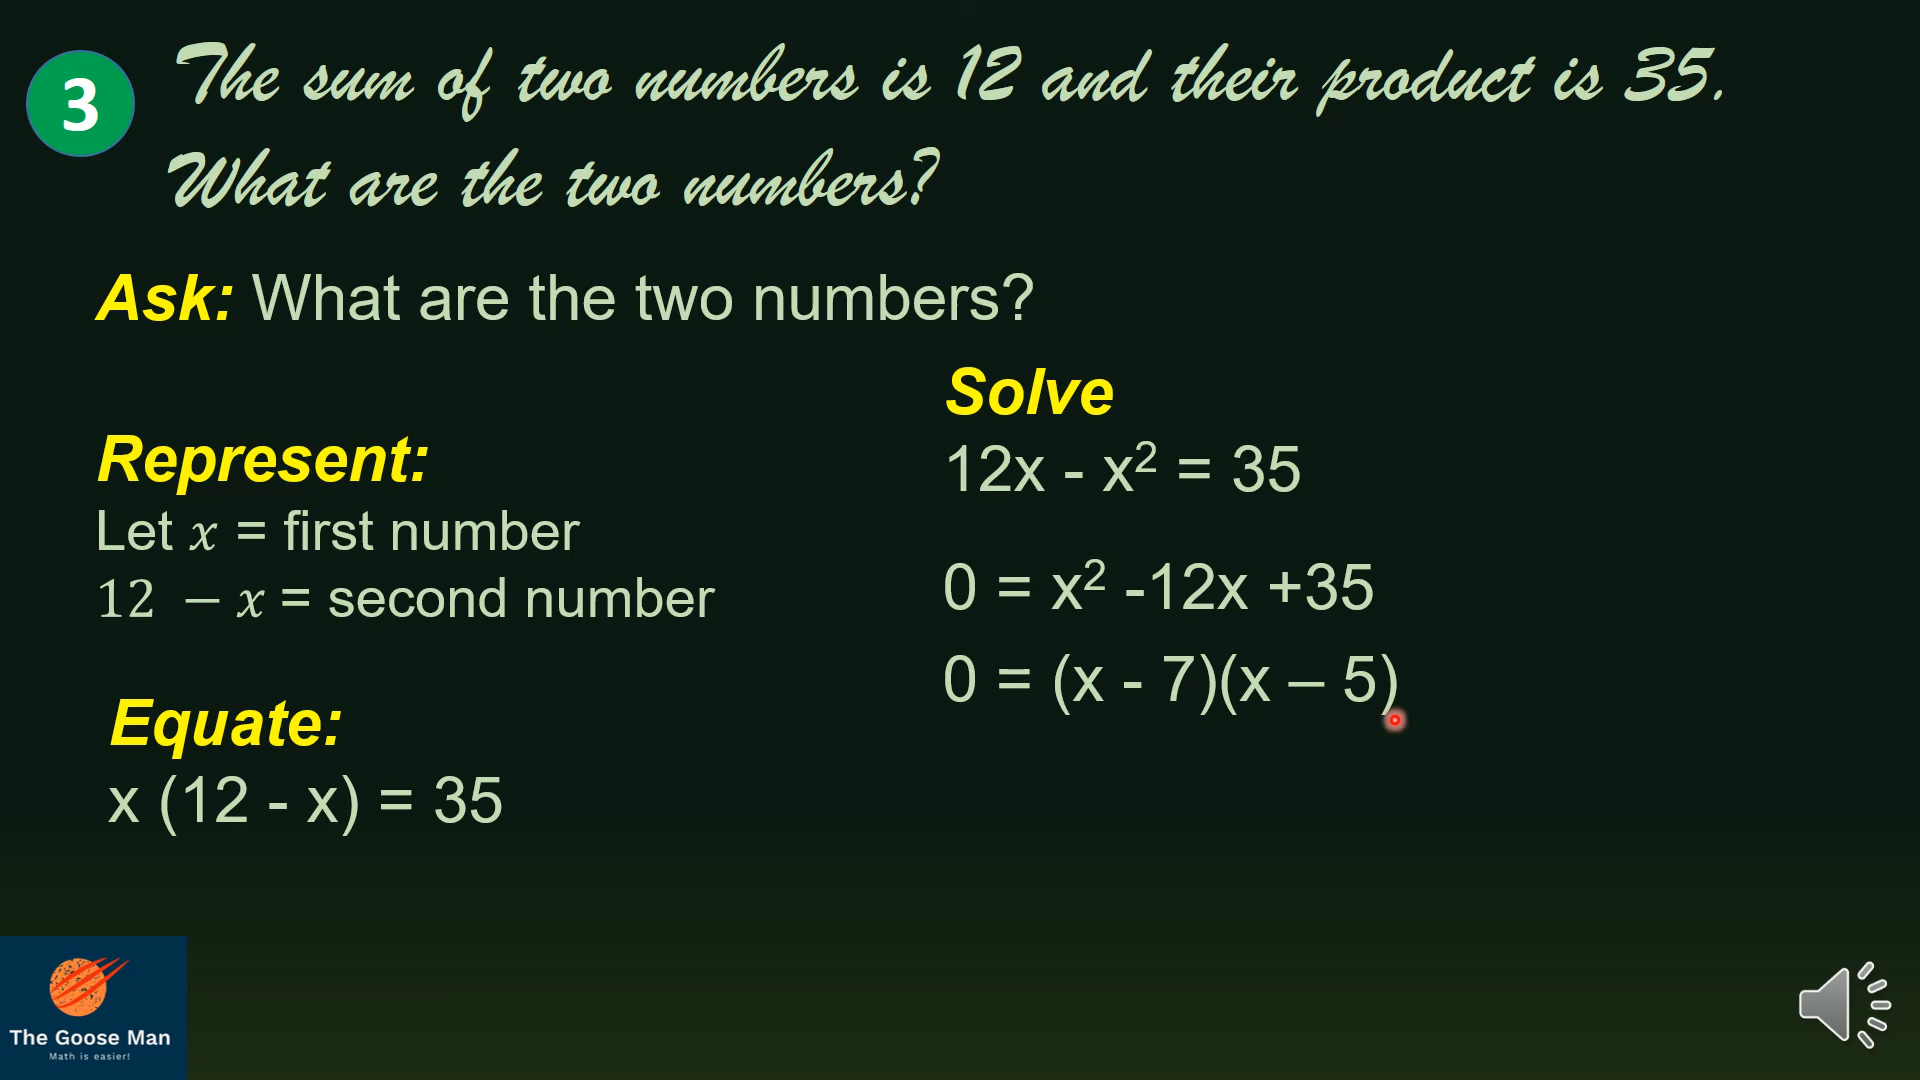 3
The sum of two numbers is 12 and their product is 35.
What are the two numbers?
Ask: What are the two numbers?
Represent:
Let 𝑥 = first number
12 − 𝑥 = second number
Equate:
x (12 - x) = 35
Solve
12x - x² = 35
0 = x² -12x +35
0 = (x - 7)(x – 5)
The Goose Man
Math is easier!